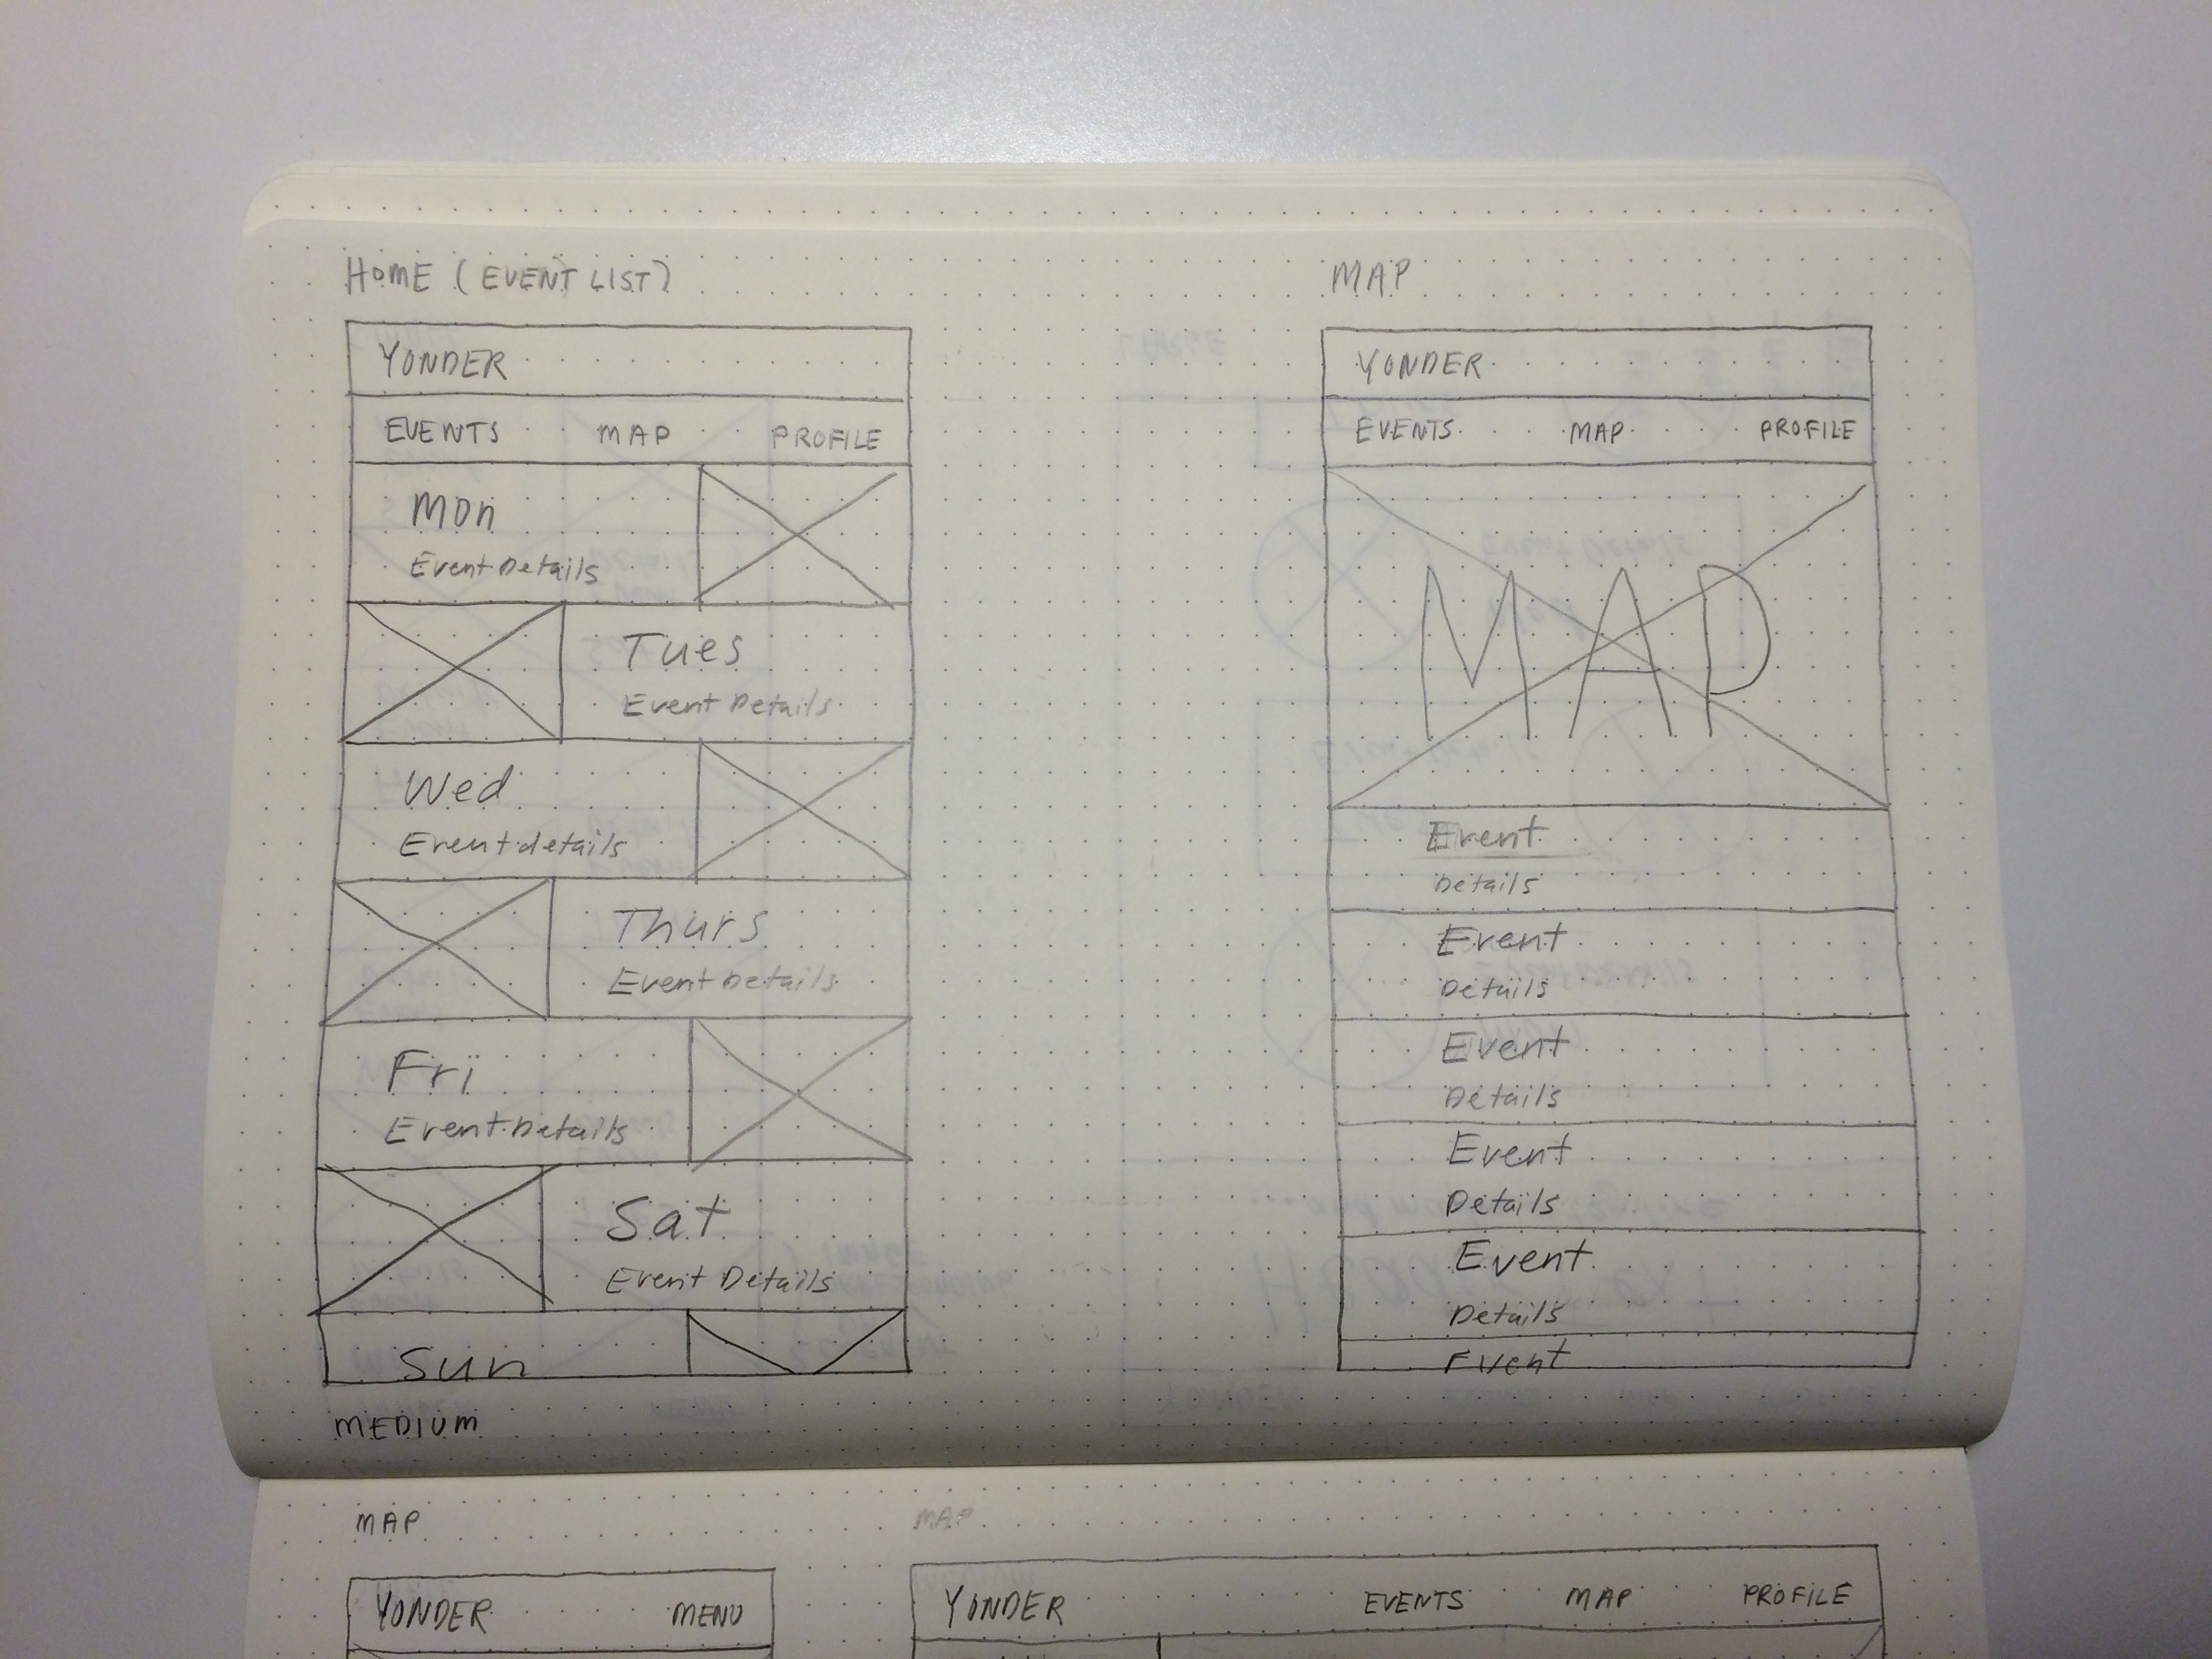 HOME (EVENT LIST)
YONDER
EVENTS MAP PROFILE
Mon
Event Details
Tues
Event Details
Wed
Event details
Thurs
Event Details
Fri
Event Details
Sat
Event Details
Sun
MEDIUM
MAP
YONDER
EVENTS MAP PROFILE
MAP
Event
Details
Event
Details
Event
Details
Event
Details
Event
Details
Event
MAP
YONDER MENU
MAP
YONDER EVENTS MAP PROFILE